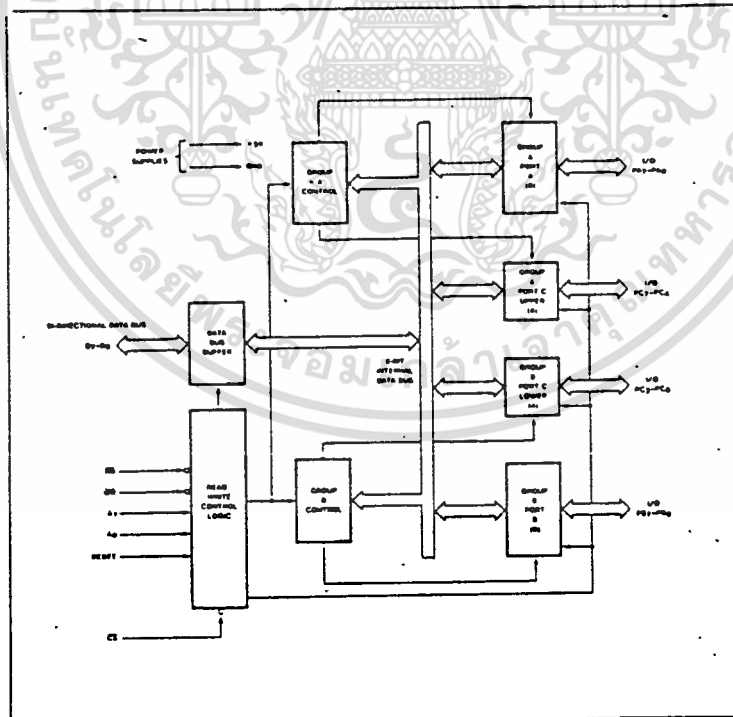 POWER SUPPLIES
+5V
GND
GROUP A CONTROL
GROUP A PORT A (8)
I/O PA7-PA0
GROUP A PORT C UPPER (4)
I/O PC7-PC4
BI-DIRECTIONAL DATA BUS
D7-D0
DATA BUS BUFFER
8-BIT INTERNAL DATA BUS
GROUP B PORT C LOWER (4)
I/O PC3-PC0
READ WRITE CONTROL LOGIC
A1
A0
RESET
CS
GROUP B CONTROL
GROUP B PORT B (8)
I/O PB7-PB0